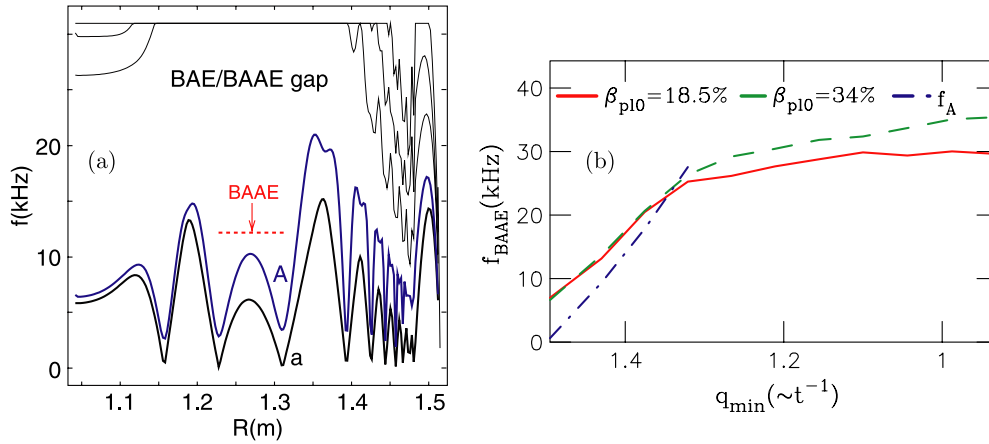 BAE/BAAE gap
(a)
BAAE
A
a
f(kHz)
0
10
20
1.1 1.2 1.3 1.4 1.5
R(m)
β_pl0=18.5% β_pl0=34% f_A
(b)
f_BAAE(kHz)
40
30
20
10
0
1.4 1.2 1
q_min(~t⁻¹)